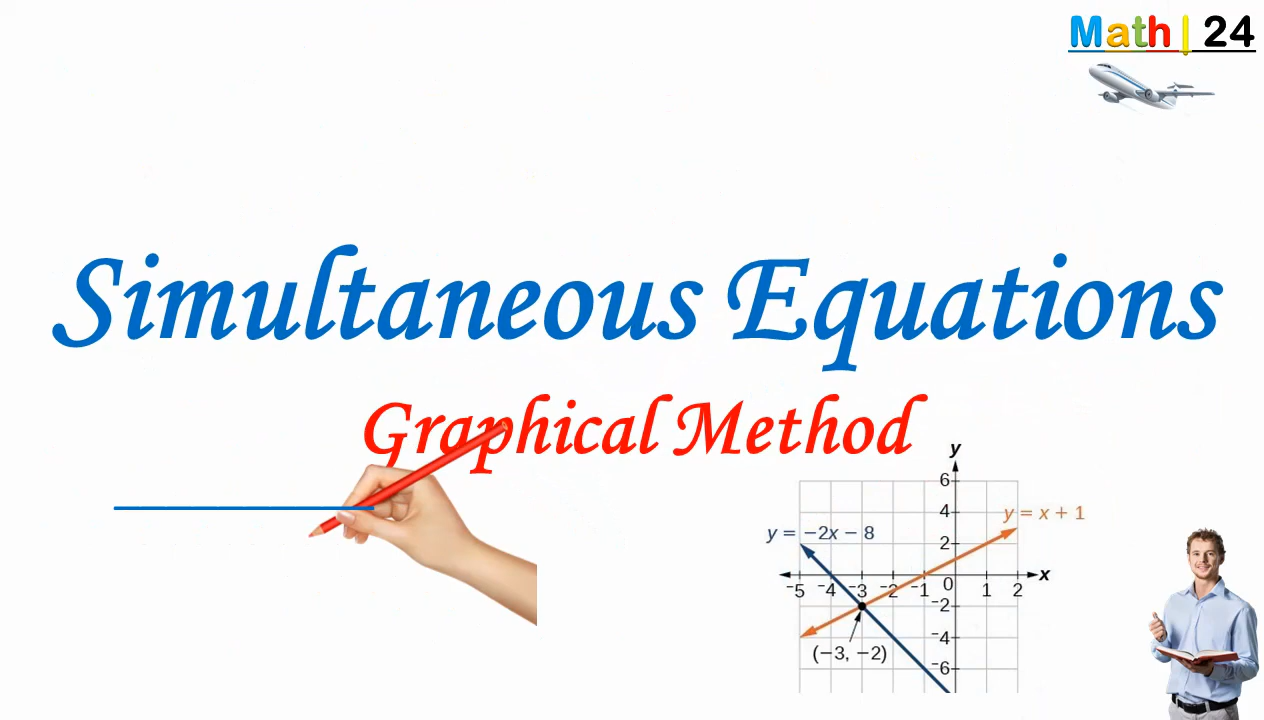 Math|24
Simultaneous Equations
Graphical Method
y
6
y = x + 1
4
y = −2x − 8
2
x
−5 −4 −3 −2 −1 0 1 2
−2
−4
(−3, −2)
−6